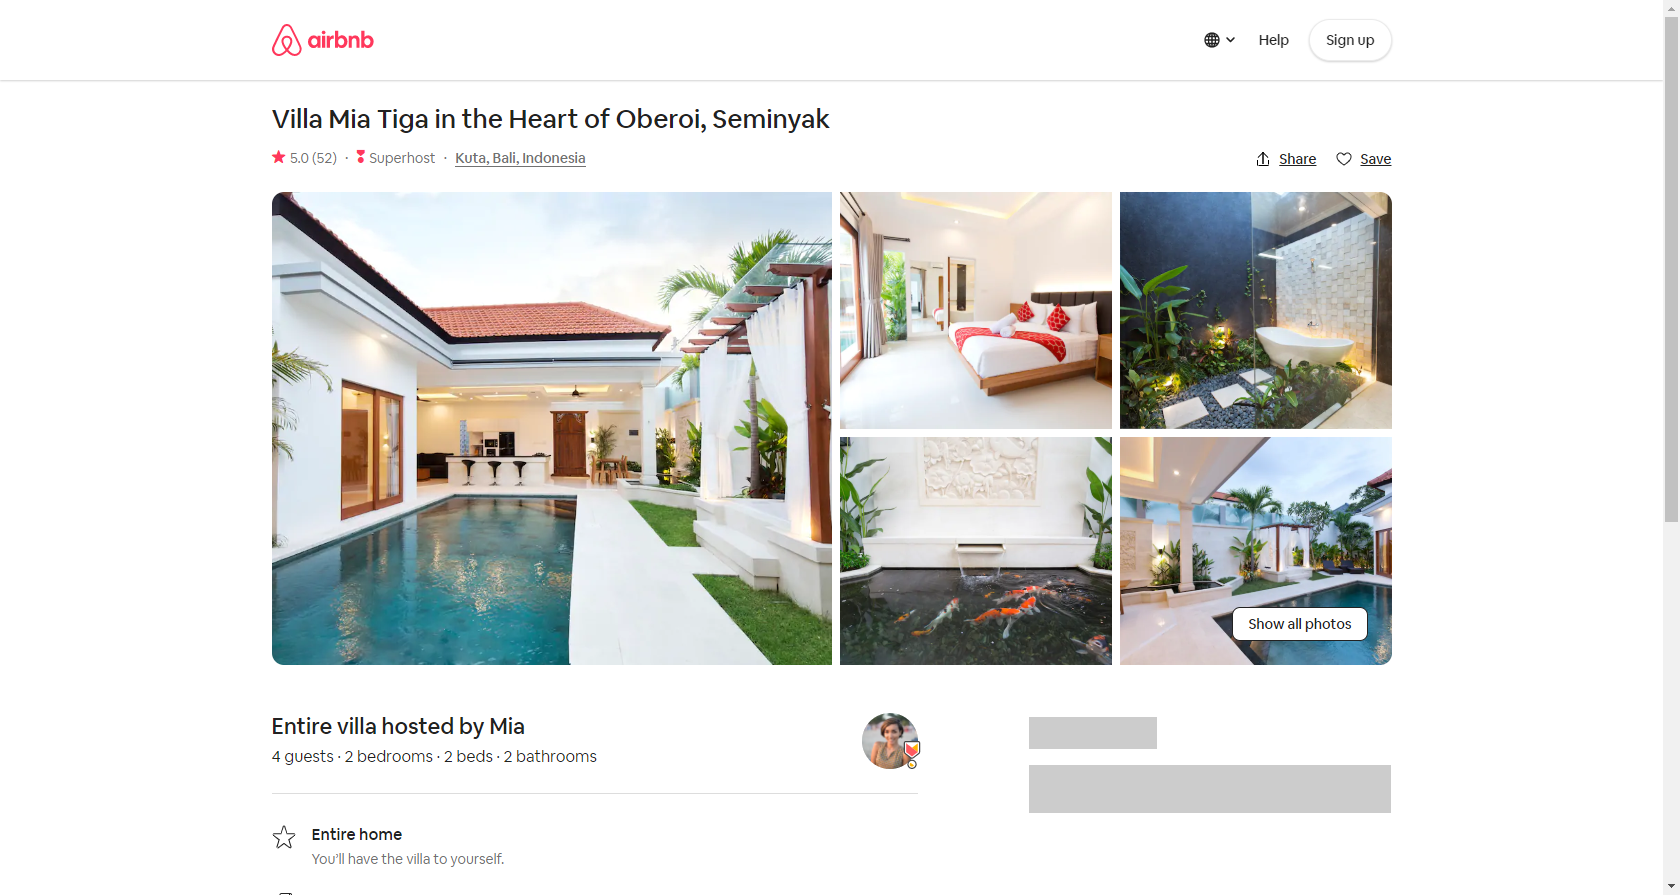 airbnb
Help
Sign up
Villa Mia Tiga in the Heart of Oberoi, Seminyak
5.0 (52) · Superhost · Kuta, Bali, Indonesia
Share
Save
Show all photos
Entire villa hosted by Mia
4 guests · 2 bedrooms · 2 beds · 2 bathrooms
Entire home
You’ll have the villa to yourself.